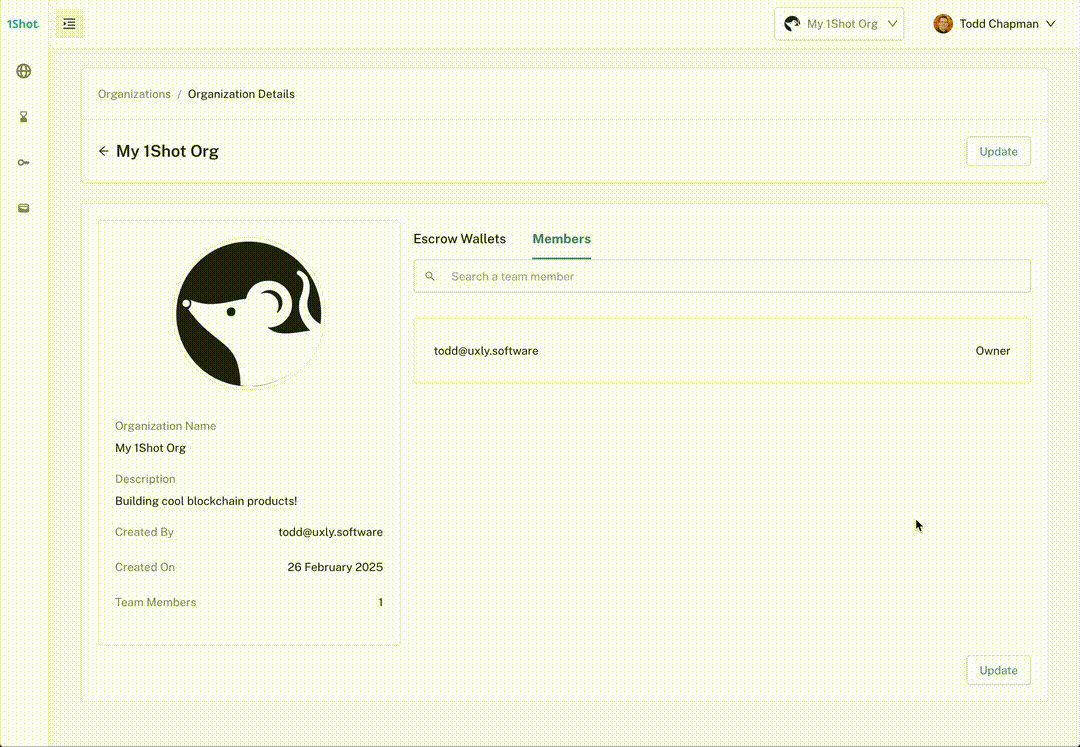 1Shot.
My 1Shot Org
Todd Chapman
Organizations / Organization Details
My 1Shot Org
Update
Escrow Wallets
Members
Search a team member
todd@uxly.software
Owner
Organization Name
My 1Shot Org
Description
Building cool blockchain products!
Created By
todd@uxly.software
Created On
26 February 2025
Team Members
1
Update